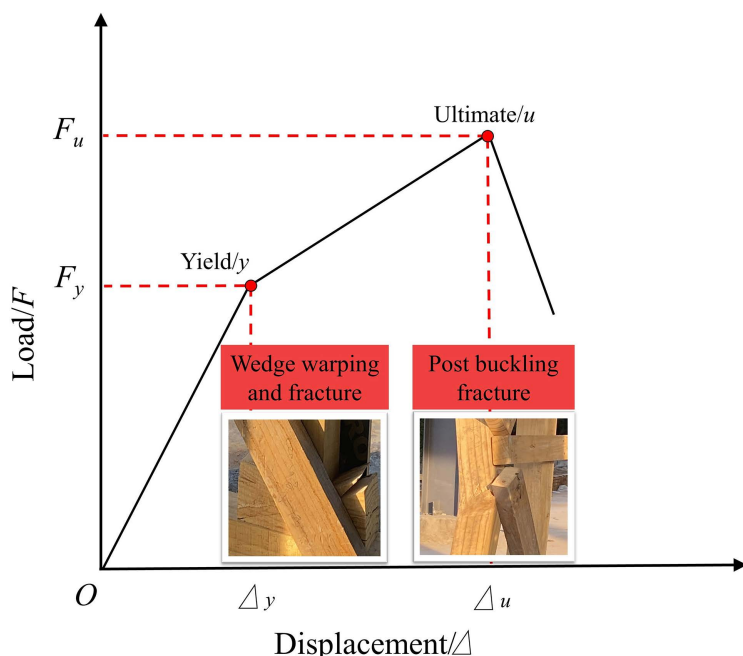 Ultimate/u
F_u
Yield/y
F_y
Load/F
Wedge warping
and fracture
Post buckling
fracture
O
△ y
△ u
Displacement/△